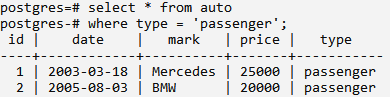 postgres=# select * from auto
postgres-# where type = 'passenger';
 id |    date    |   mark   | price |   type
----+------------+----------+-------+-----------
  1 | 2003-03-18 | Mercedes | 25000 | passenger
  2 | 2005-08-03 | BMW      | 20000 | passenger